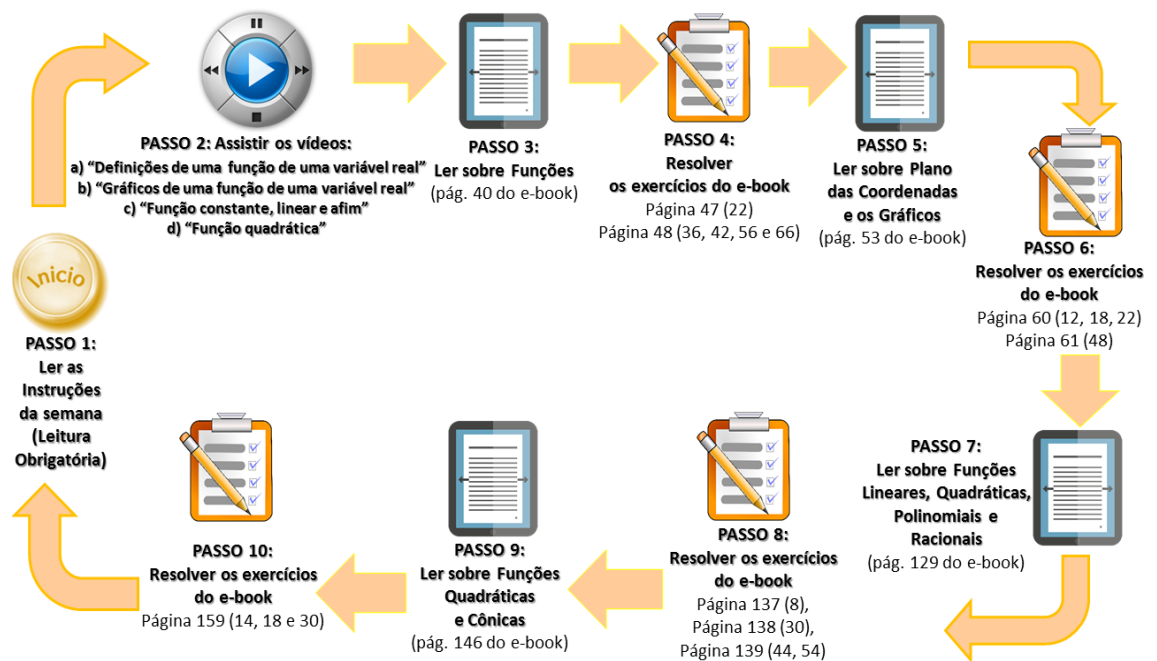 Inicio
PASSO 1:
Ler as
Instruções
da semana
(Leitura
Obrigatória)
PASSO 2: Assistir os vídeos:
a) “Definições de uma função de uma variável real”
b) “Gráficos de uma função de uma variável real”
c) “Função constante, linear e afim”
d) “Função quadrática”
PASSO 3:
Ler sobre Funções
(pág. 40 do e-book)
PASSO 4:
Resolver
os exercícios do e-book
Página 47 (22)
Página 48 (36, 42, 56 e 66)
PASSO 5:
Ler sobre Plano
das Coordenadas
e os Gráficos
(pág. 53 do e-book)
PASSO 6:
Resolver os exercícios
do e-book
Página 60 (12, 18, 22)
Página 61 (48)
PASSO 7:
Ler sobre Funções
Lineares, Quadráticas,
Polinomiais e
Racionais
(pág. 129 do e-book)
PASSO 8:
Resolver os exercícios
do e-book
Página 137 (8),
Página 138 (30),
Página 139 (44, 54)
PASSO 9:
Ler sobre Funções
Quadráticas
e Cônicas
(pág. 146 do e-book)
PASSO 10:
Resolver os exercícios
do e-book
Página 159 (14, 18 e 30)